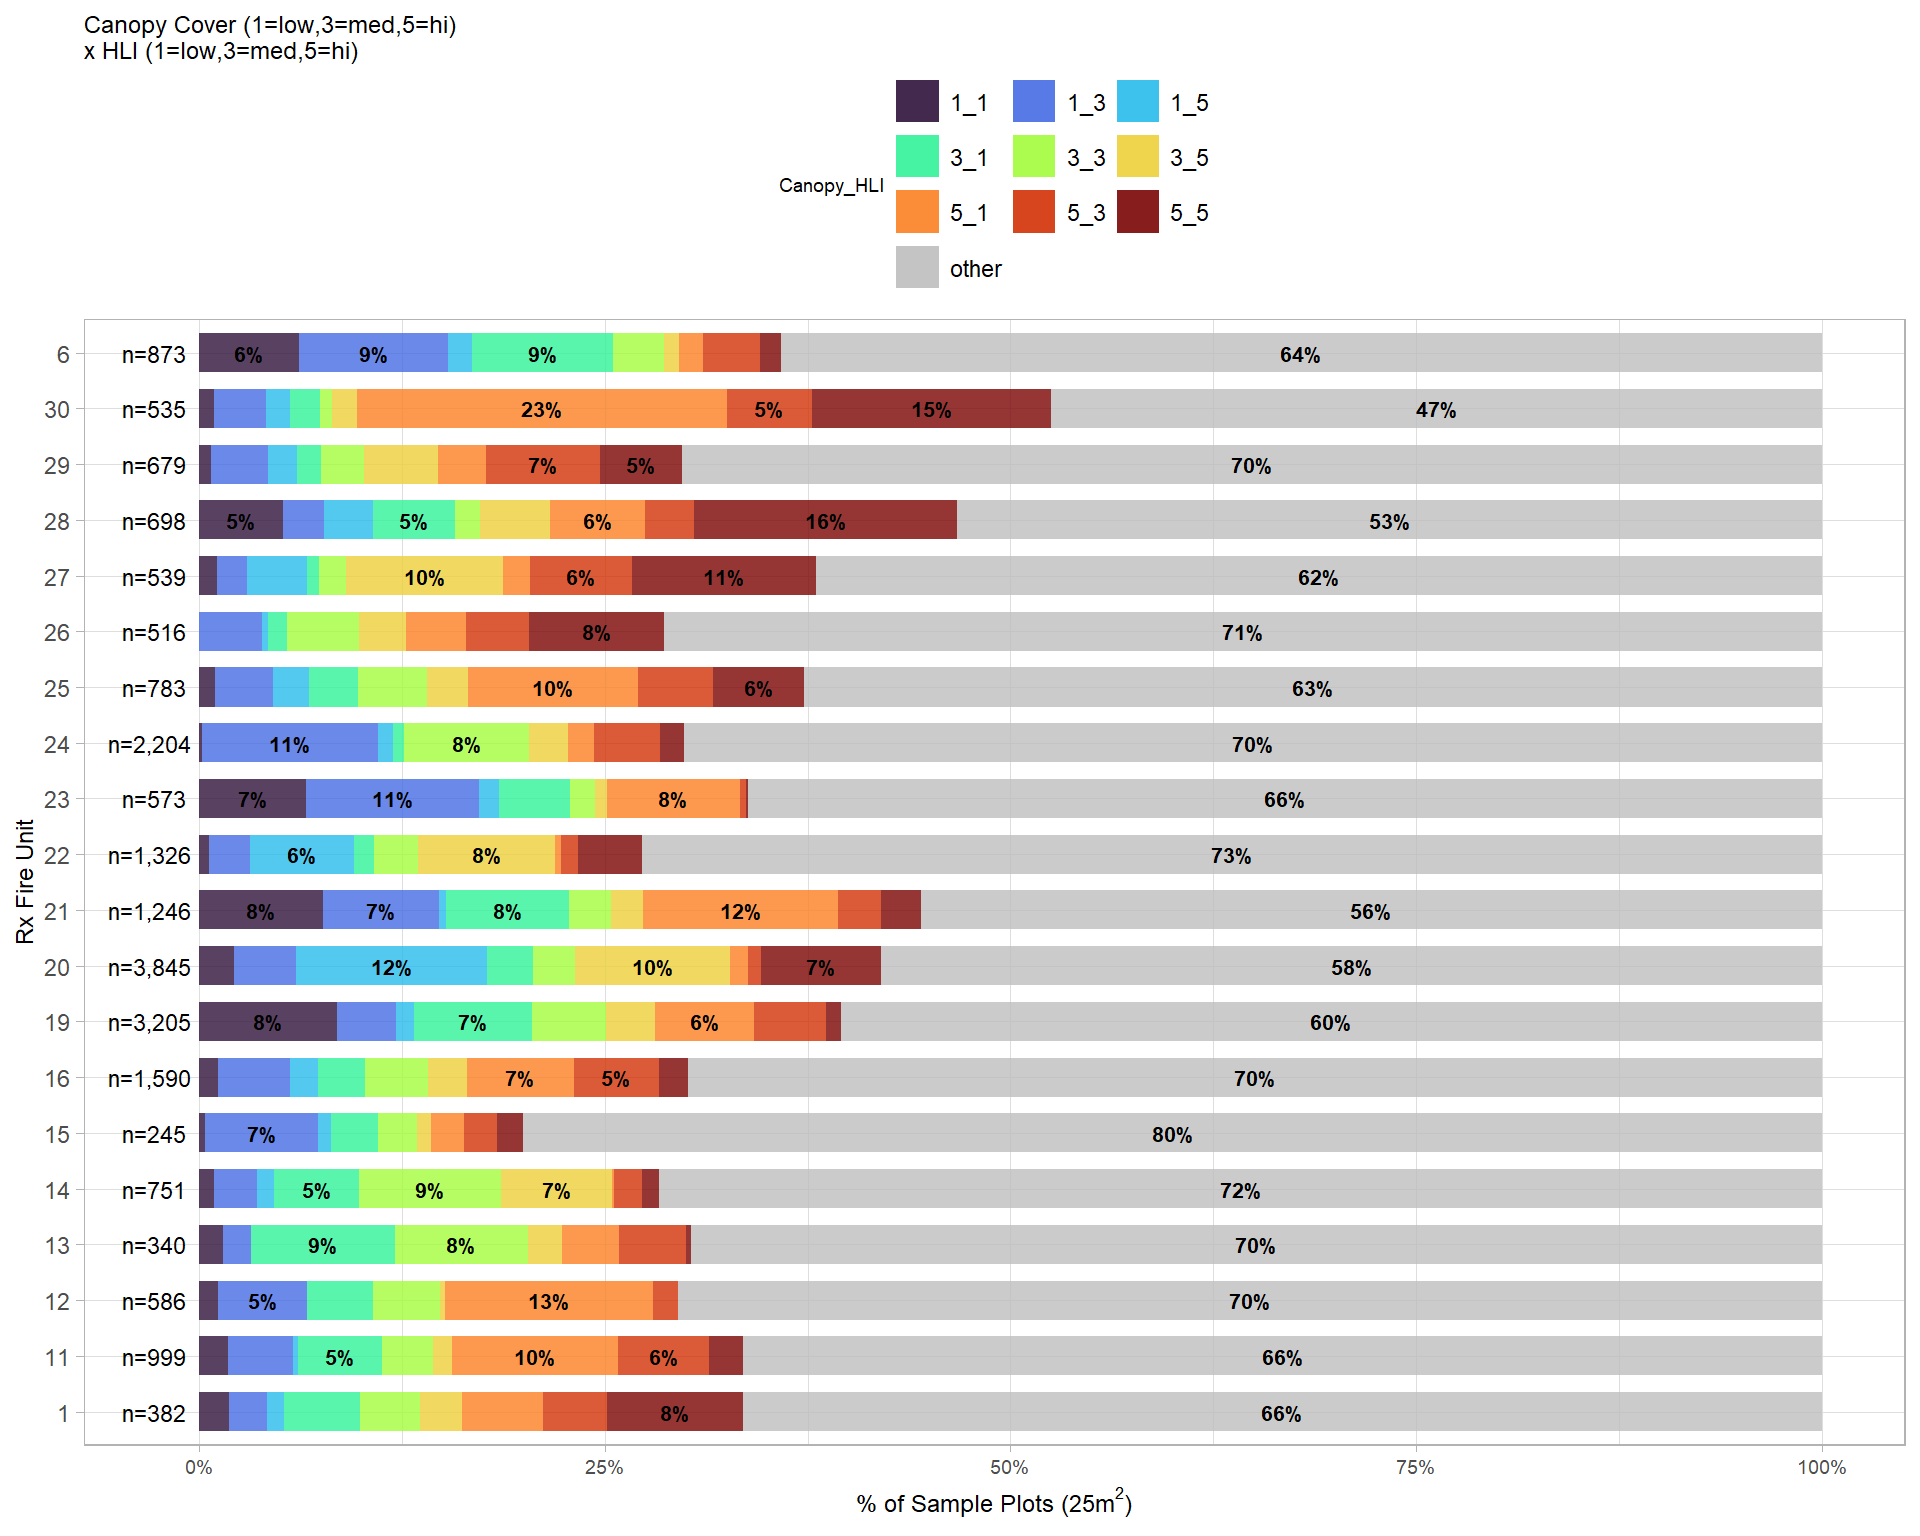 Canopy Cover (1=low,3=med,5=hi)
x HLI (1=low,3=med,5=hi)
Canopy_HLI
1_1 1_3 1_5
3_1 3_3 3_5
5_1 5_3 5_5
other
Rx Fire Unit
6 n=873 6% 9% 9% 64%
30 n=535 23% 5% 15% 47%
29 n=679 7% 5% 70%
28 n=698 5% 5% 6% 16% 53%
27 n=539 10% 6% 11% 62%
26 n=516 8% 71%
25 n=783 10% 6% 63%
24 n=2,204 11% 8% 70%
23 n=573 7% 11% 8% 66%
22 n=1,326 6% 8% 73%
21 n=1,246 8% 7% 8% 12% 56%
20 n=3,845 12% 10% 7% 58%
19 n=3,205 8% 7% 6% 60%
16 n=1,590 7% 5% 70%
15 n=245 7% 80%
14 n=751 5% 9% 7% 72%
13 n=340 9% 8% 70%
12 n=586 5% 13% 70%
11 n=999 5% 10% 6% 66%
1 n=382 8% 66%
0% 25% 50% 75% 100%
% of Sample Plots (25m²)